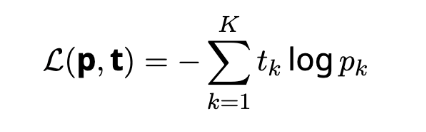 ℒ(𝐩, 𝐭) = − ∑_{k=1}^{K} t_k log p_k